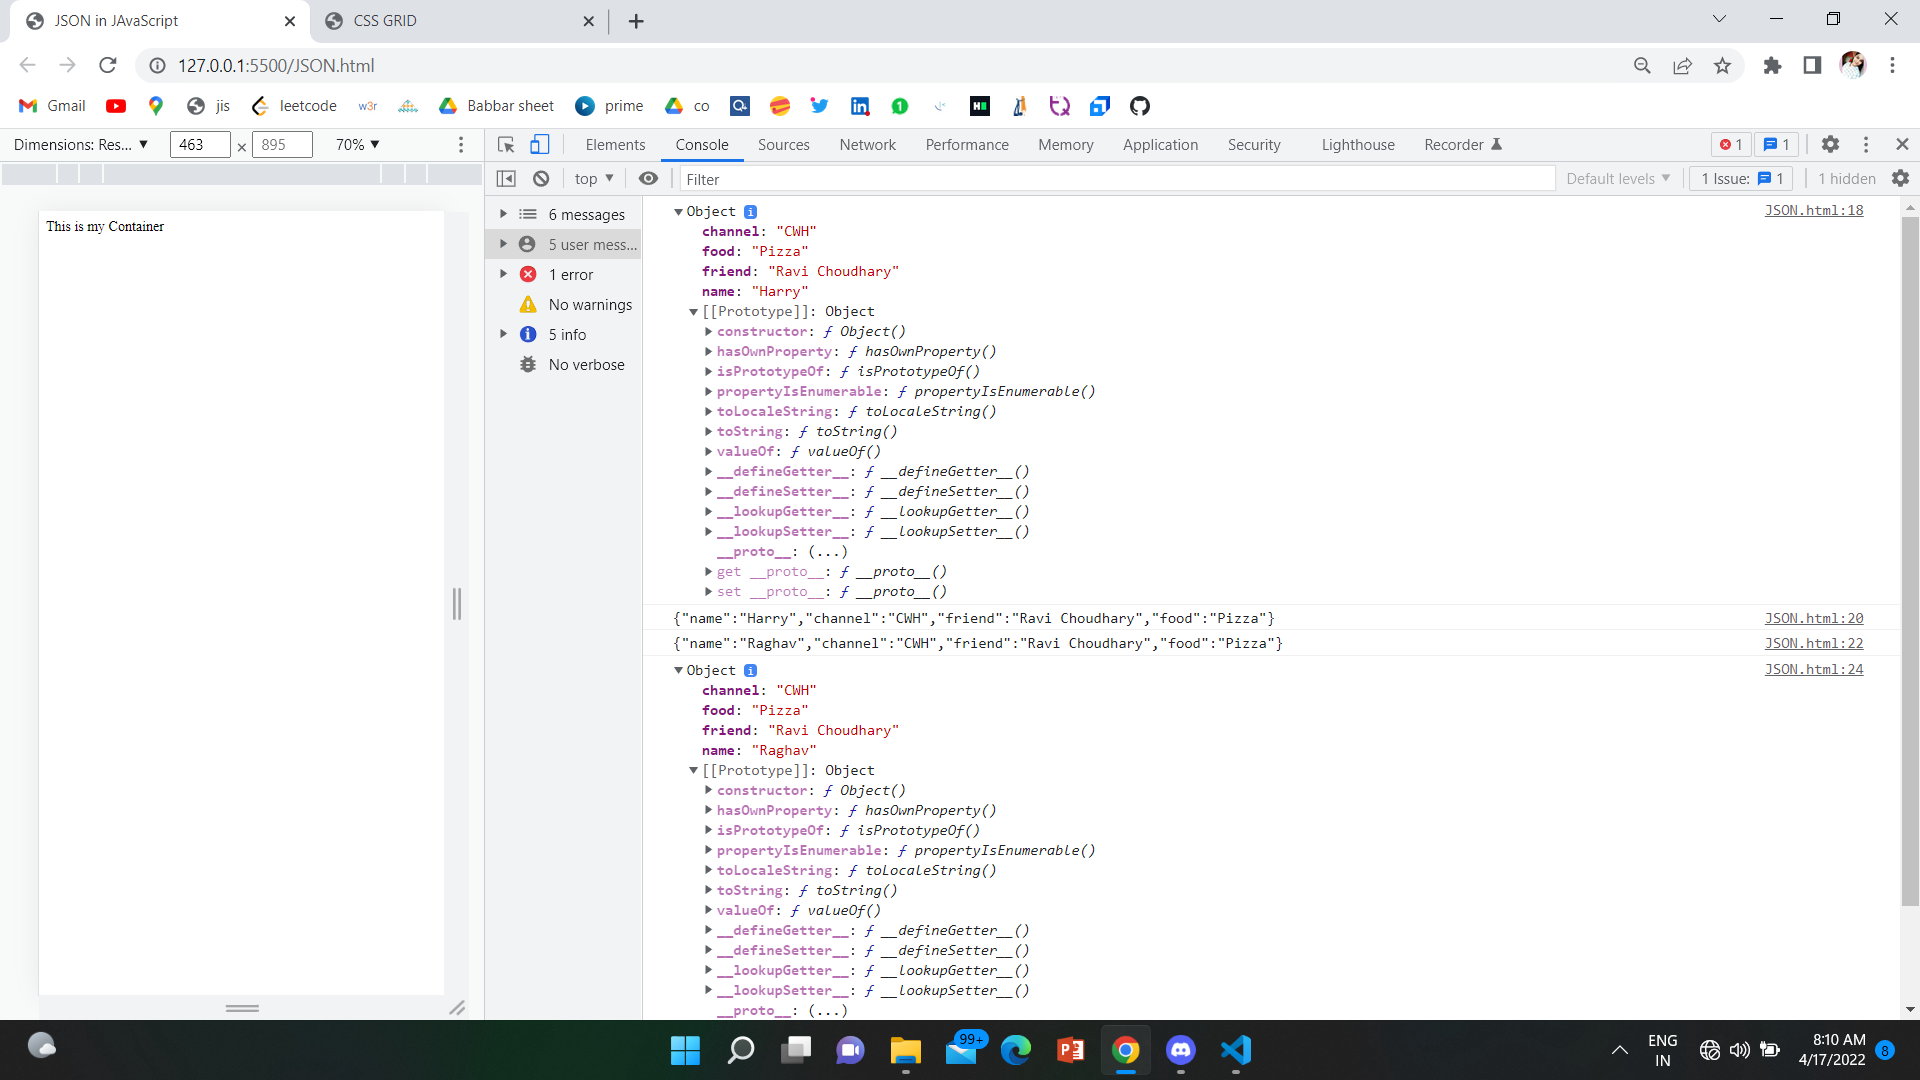 JSON in JAvaScript
CSS GRID
127.0.0.1:5500/JSON.html
Gmail jis leetcode w3r Babbar sheet prime co
Dimensions: Res... ▼ 463 × 895 70% ▼
Elements Console Sources Network Performance Memory Application Security Lighthouse Recorder 1 1
top ▼ Filter Default levels ▼ 1 Issue: 1 1 hidden
This is my Container
6 messages
5 user mess...
1 error
No warnings
5 info
No verbose
▼Object i JSON.html:18
channel: "CWH"
food: "Pizza"
friend: "Ravi Choudhary"
name: "Harry"
▼[[Prototype]]: Object
▶constructor: ƒ Object()
▶hasOwnProperty: ƒ hasOwnProperty()
▶isPrototypeOf: ƒ isPrototypeOf()
▶propertyIsEnumerable: ƒ propertyIsEnumerable()
▶toLocaleString: ƒ toLocaleString()
▶toString: ƒ toString()
▶valueOf: ƒ valueOf()
▶__defineGetter__: ƒ __defineGetter__()
▶__defineSetter__: ƒ __defineSetter__()
▶__lookupGetter__: ƒ __lookupGetter__()
▶__lookupSetter__: ƒ __lookupSetter__()
__proto__: (...)
▶get __proto__: ƒ __proto__()
▶set __proto__: ƒ __proto__()
{"name":"Harry","channel":"CWH","friend":"Ravi Choudhary","food":"Pizza"} JSON.html:20
{"name":"Raghav","channel":"CWH","friend":"Ravi Choudhary","food":"Pizza"} JSON.html:22
▼Object i JSON.html:24
channel: "CWH"
food: "Pizza"
friend: "Ravi Choudhary"
name: "Raghav"
▼[[Prototype]]: Object
▶constructor: ƒ Object()
▶hasOwnProperty: ƒ hasOwnProperty()
▶isPrototypeOf: ƒ isPrototypeOf()
▶propertyIsEnumerable: ƒ propertyIsEnumerable()
▶toLocaleString: ƒ toLocaleString()
▶toString: ƒ toString()
▶valueOf: ƒ valueOf()
▶__defineGetter__: ƒ __defineGetter__()
▶__defineSetter__: ƒ __defineSetter__()
▶__lookupGetter__: ƒ __lookupGetter__()
▶__lookupSetter__: ƒ __lookupSetter__()
__proto__: (...)
99+
ENG
IN
8:10 AM
4/17/2022
8